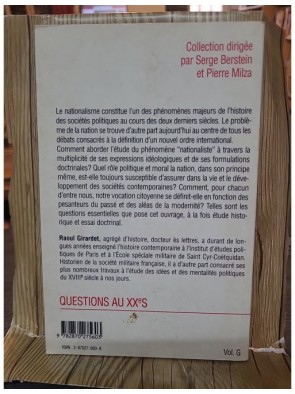 Collection dirigée
par Serge Berstein
et Pierre Milza
Le nationalisme constitue l'un des phénomènes majeurs de l'histoire
des sociétés politiques au cours des deux derniers siècles. Le problè-
me de la nation se trouve d'autre part aujourd'hui au centre de tous les
débats consacrés à la définition d'un nouvel ordre international.
Comment aborder l'étude du phénomène "nationaliste" à travers la
multiplicité de ses expressions idéologiques et de ses formulations
doctrinales? Quel rôle politique et moral la nation, dans son principe
même, est-elle toujours susceptible d'assurer dans la vie et le déve-
loppement des sociétés contemporaines? Comment, pour chacun
d'entre nous, notre vocation citoyenne se définit-elle en fonction des
pesanteurs du passé et des aléas de la modernité? Telles sont les
questions essentielles que pose cet ouvrage, à la fois étude histori-
que et essai doctrinal.
Raoul Girardet, agrégé d'histoire, docteur ès lettres, a durant de lon-
gues années enseigné l'histoire contemporaine à l'Institut d'études politi-
ques de Paris et à l'Ecole spéciale militaire de Saint Cyr-Coëtquidan.
Historien de la société militaire française, il a d'autre part consacré ses
plus nombreux travaux à l'étude des idées et des mentalités politiques
du XVIIIe siècle à nos jours.
QUESTIONS AU XXeS
9 782870 275603
Vol. G